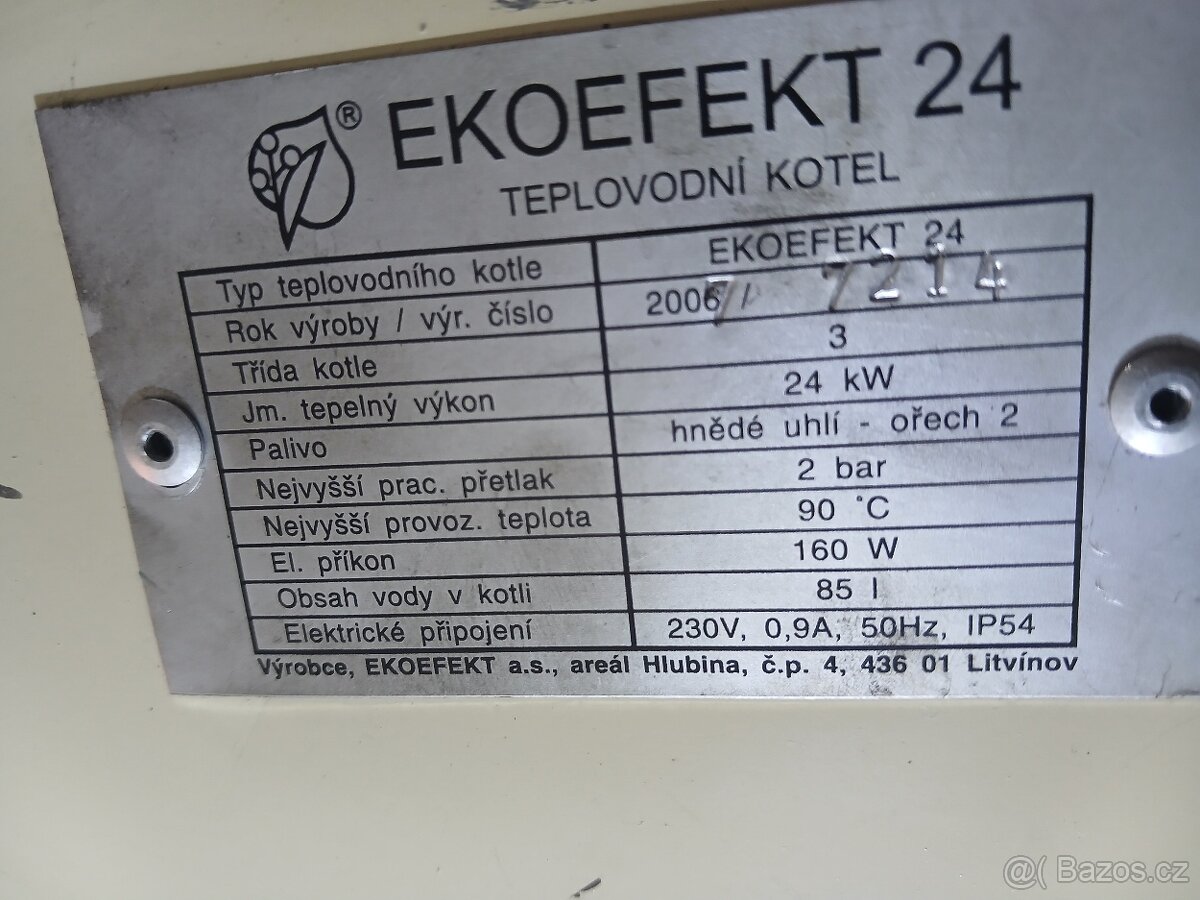 ® EKOEFEKT 24
TEPLOVODNÍ KOTEL
Typ teplovodního kotle EKOEFEKT 24
Rok výroby / výr. číslo 2006 / 7214
Třída kotle 3
Jm. tepelný výkon 24 kW
Palivo hnědé uhlí - ořech 2
Nejvyšší prac. přetlak 2 bar
Nejvyšší provoz. teplota 90 °C
El. příkon 160 W
Obsah vody v kotli 85 l
Elektrické připojení 230V, 0,9A, 50Hz, IP54
Výrobce, EKOEFEKT a.s., areál Hlubina, č.p. 4, 436 01 Litvínov
@( Bazos.cz